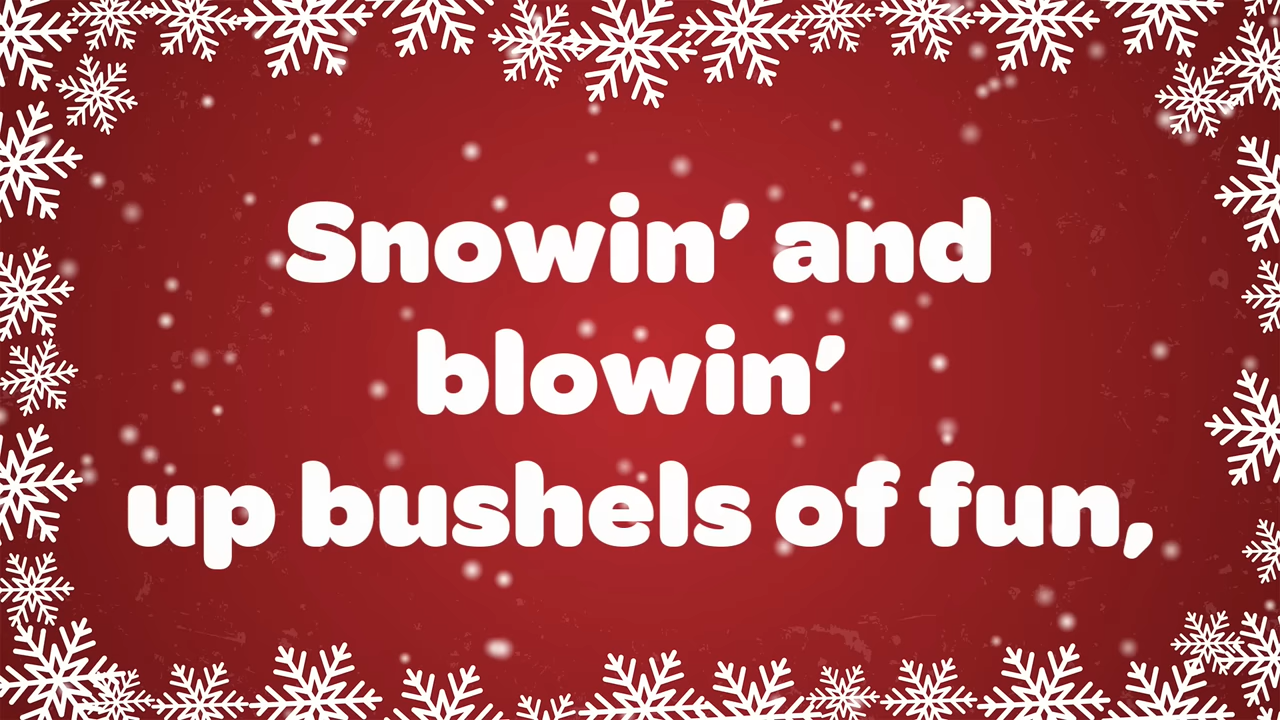 Snowin’ and
blowin’
up bushels of fun,